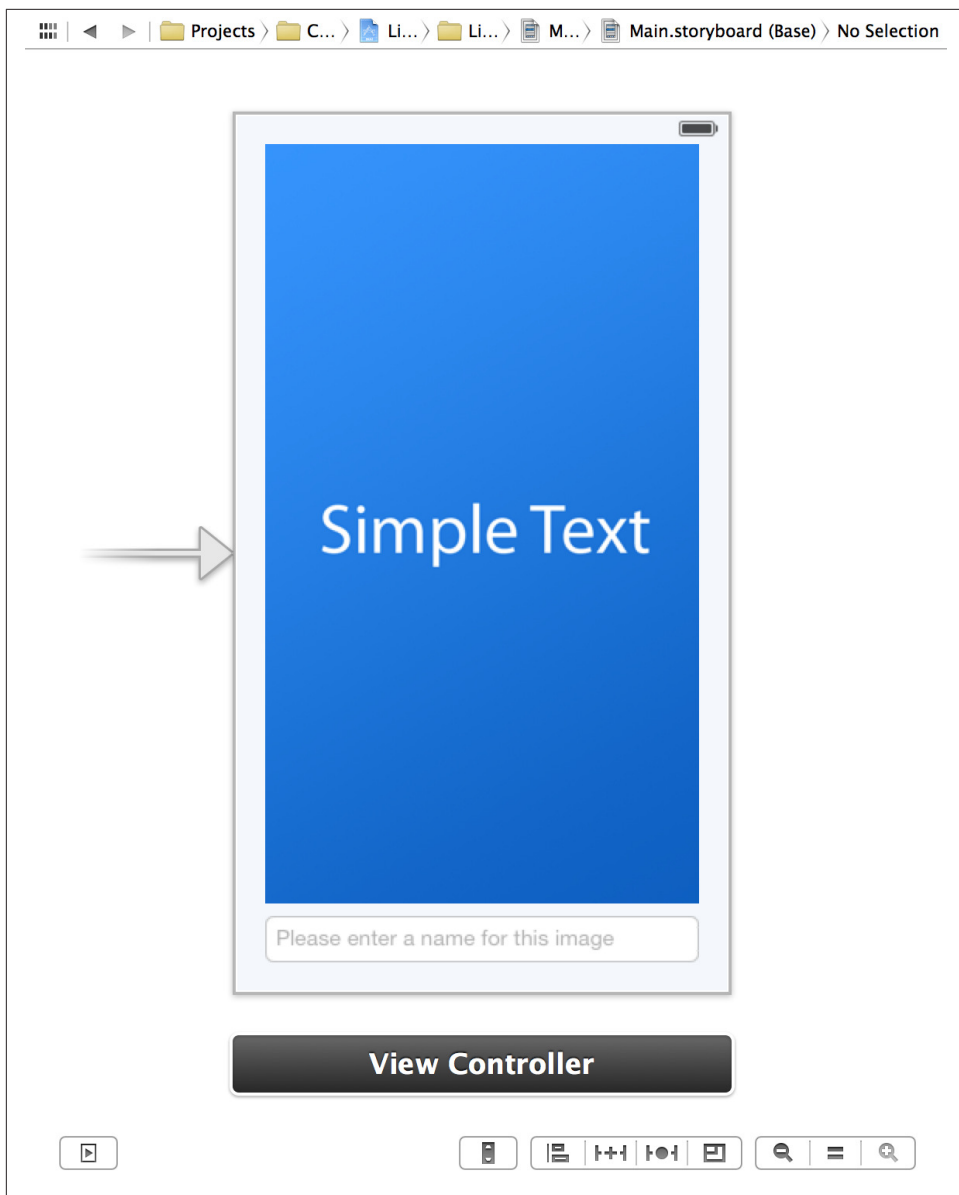 Projects C... Li... Li... M... Main.storyboard (Base) No Selection
Simple Text
Please enter a name for this image
View Controller